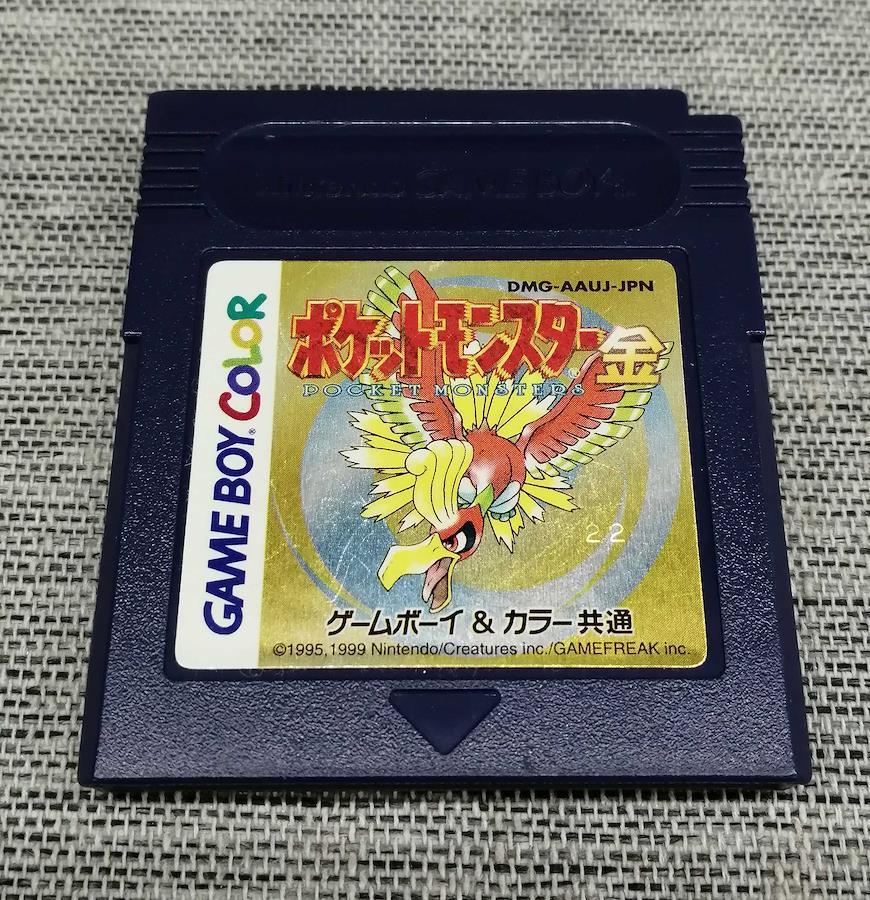 Nintendo GAME BOY
DMG-AAUJ-JPN
ポケットモンスター金
POCKET MONSTERS
GAME BOY® COLOR
22
ゲームボーイ & カラー共通
©1995,1999 Nintendo/Creatures inc./GAMEFREAK inc.